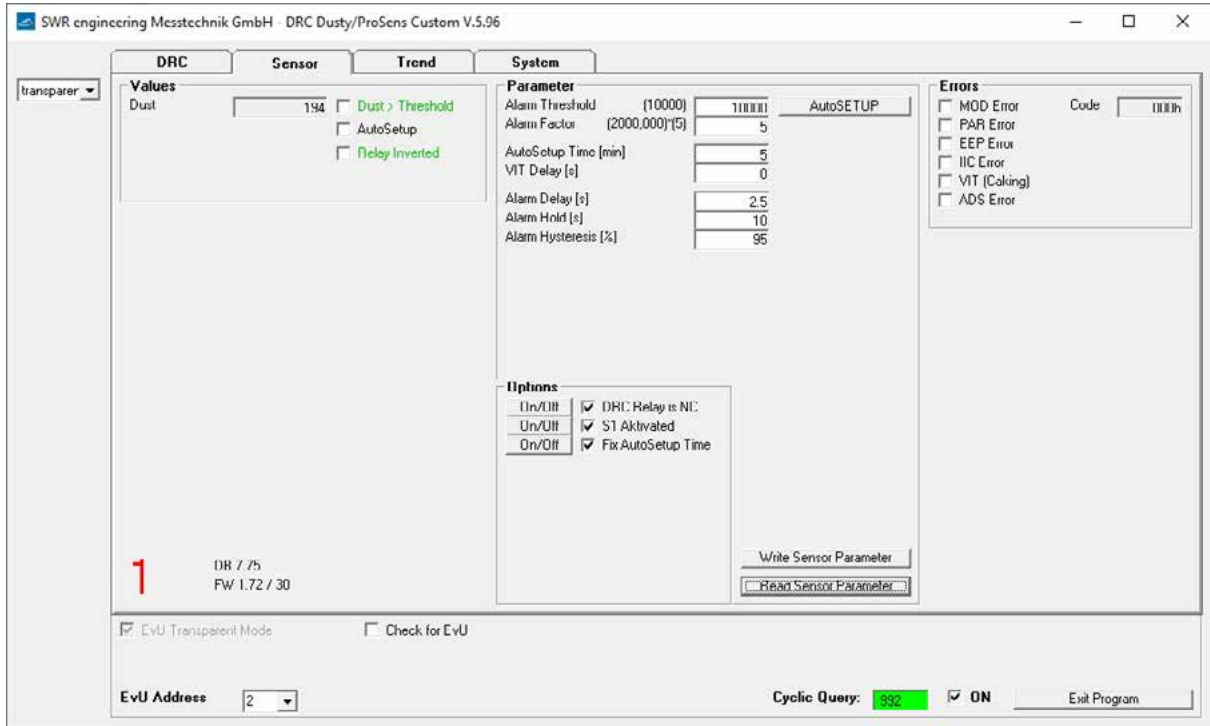 SWR engineering Messtechnik GmbH - DRC Dusty/ProSens Custom V.5.96
DRC
Sensor
Trend
System
transparer
Values
Dust
194
Dust > Threshold
AutoSetup
Relay Inverted
Parameter
Alarm Threshold (10000) 10000
AutoSETUP
Alarm Factor (2000,000)*(5) 5
AutoSetup Time [min] 5
VIT Delay [s] 0
Alarm Delay [s] 2.5
Alarm Hold [s] 10
Alarm Hysteresis [%] 95
Errors
MOD Error
Code
000h
PAR Error
EEP Error
IIC Error
VIT (Caking)
ADS Error
Options
On/Off DRC Relay is NC
On/Off S1 Aktivated
On/Off Fix AutoSetup Time
Write Sensor Parameter
Read Sensor Parameter
1
DB 7.75
FW 1.72 / 30
EvU Transparent Mode
Check for EvU
EvU Address
2
Cyclic Query:
992
ON
Exit Program